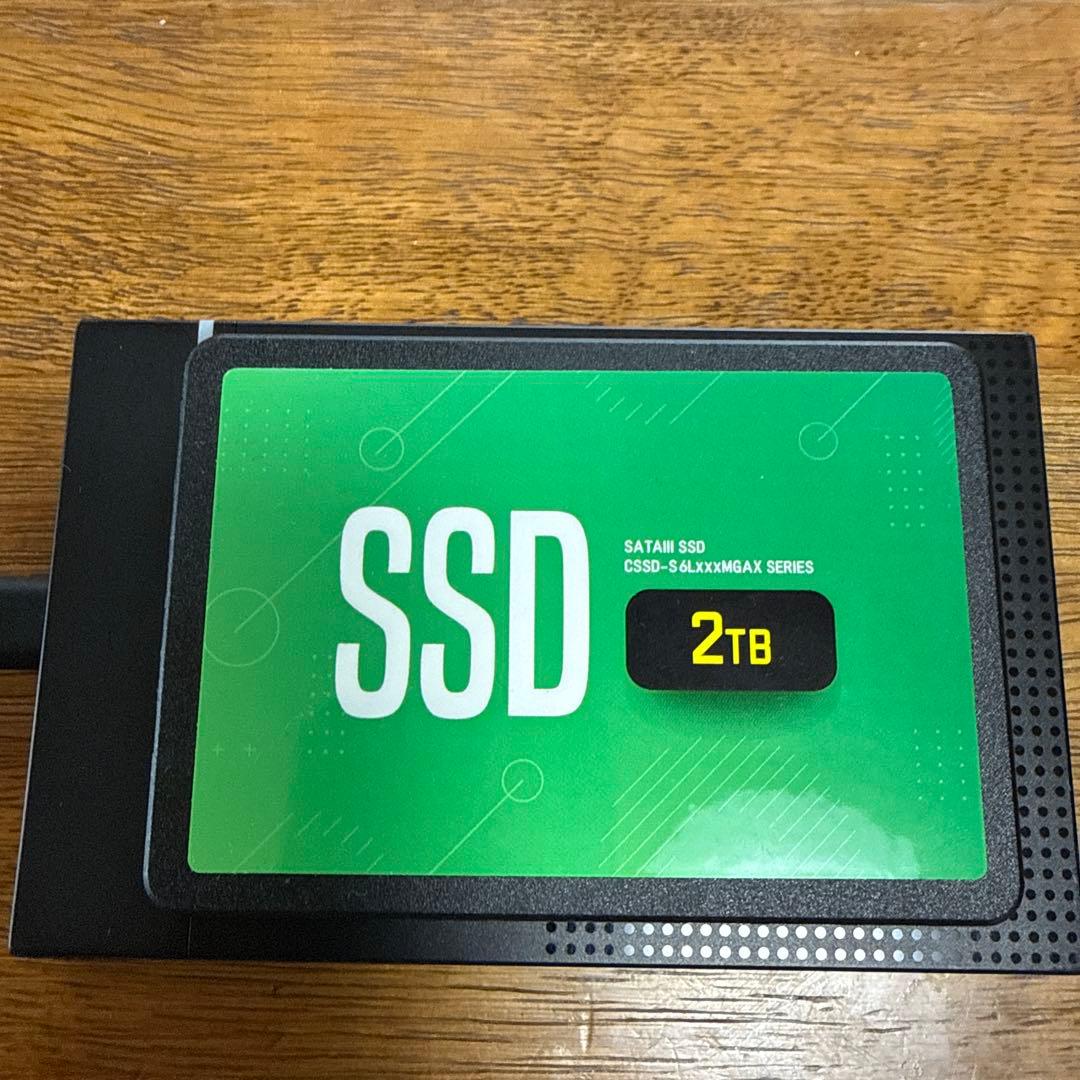 SSD
SATAIII SSD
CSSD-S6LxxxMGAX SERIES
2TB